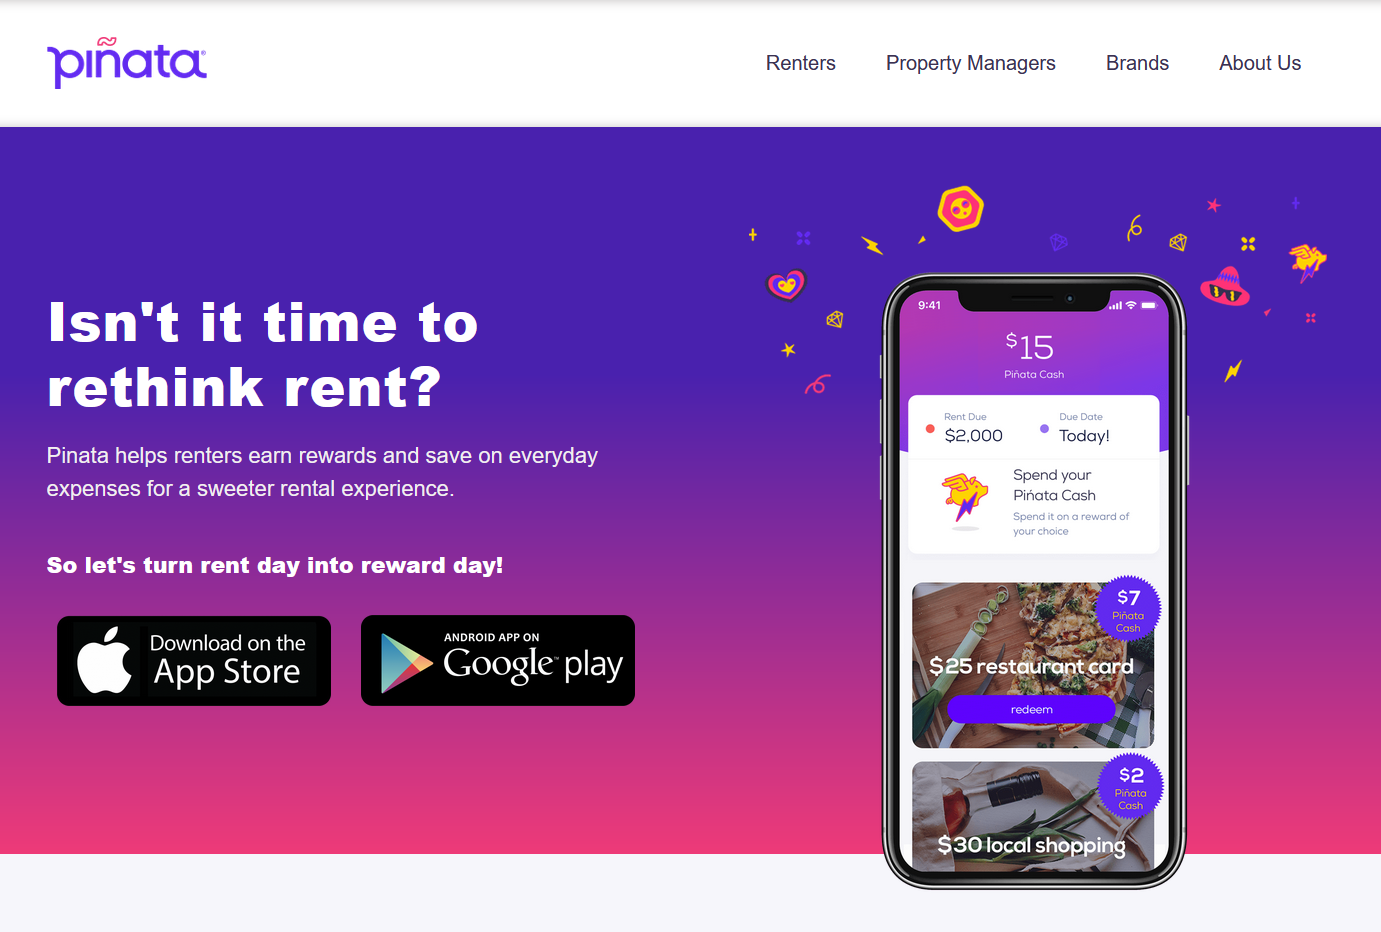 piñata®
Renters
Property Managers
Brands
About Us
Isn't it time to
rethink rent?
Pinata helps renters earn rewards and save on everyday
expenses for a sweeter rental experience.
So let's turn rent day into reward day!
Download on the
App Store
ANDROID APP ON
Google™ play
9:41
$15
Piñata Cash
Rent Due
$2,000
Due Date
Today!
Spend your
Piñata Cash
Spend it on a reward of
your choice
$7
Piñata
Cash
$25 restaurant card
redeem
$2
Piñata
Cash
$30 local shopping